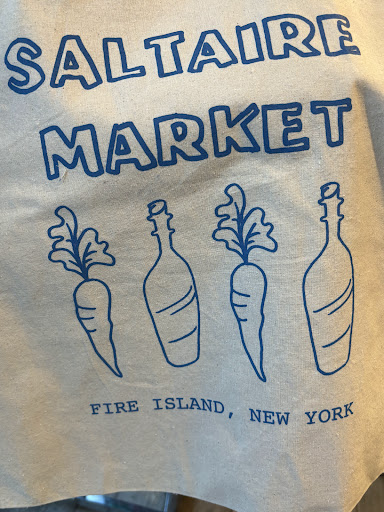 SALTAIRE
MARKET
FIRE ISLAND, NEW YORK